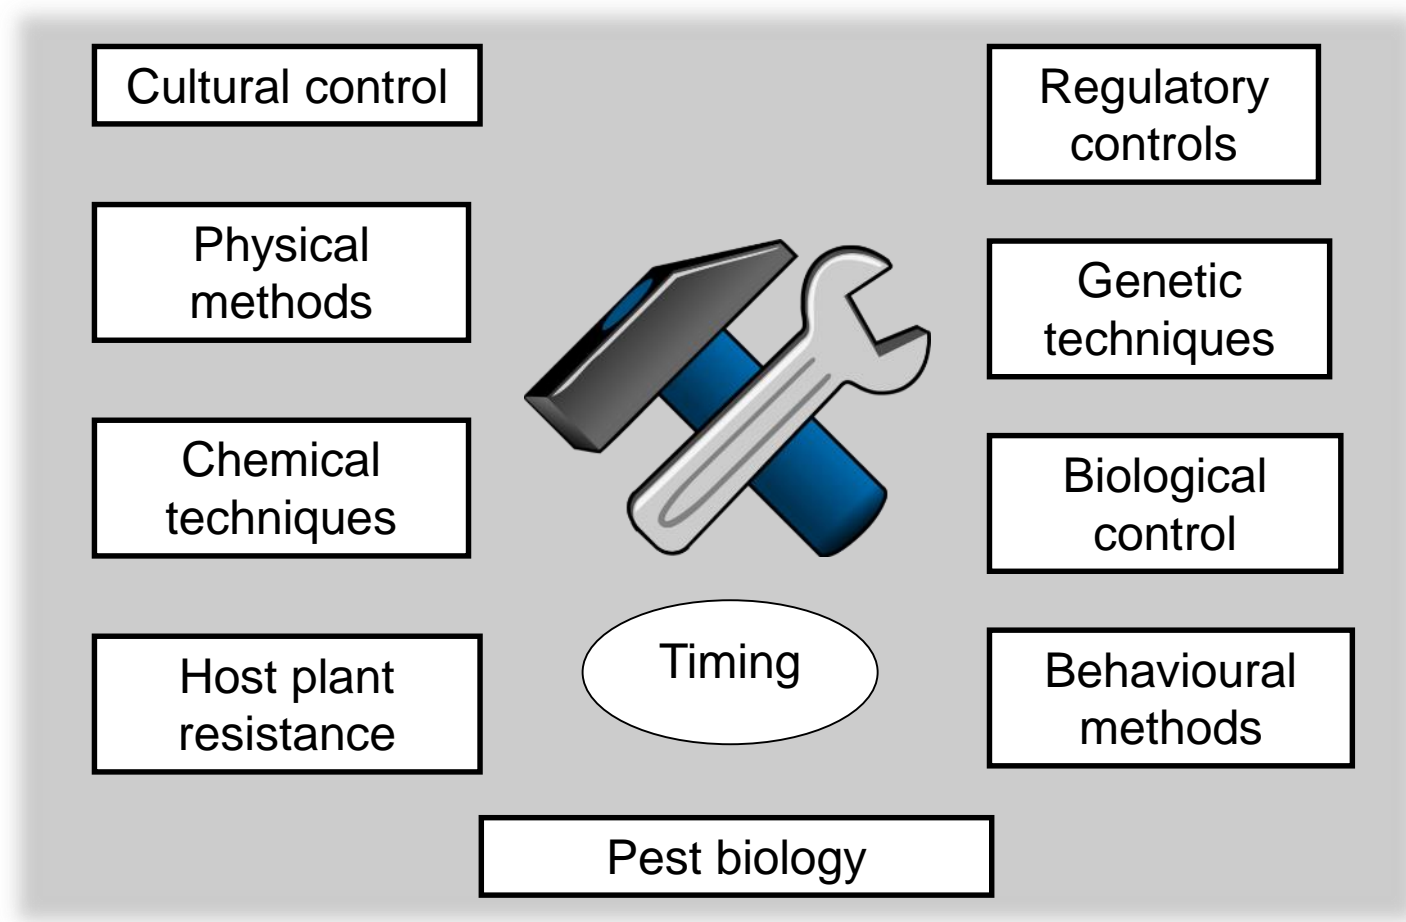 Cultural control
Physical
methods
Chemical
techniques
Host plant
resistance
Timing
Pest biology
Regulatory
controls
Genetic
techniques
Biological
control
Behavioural
methods